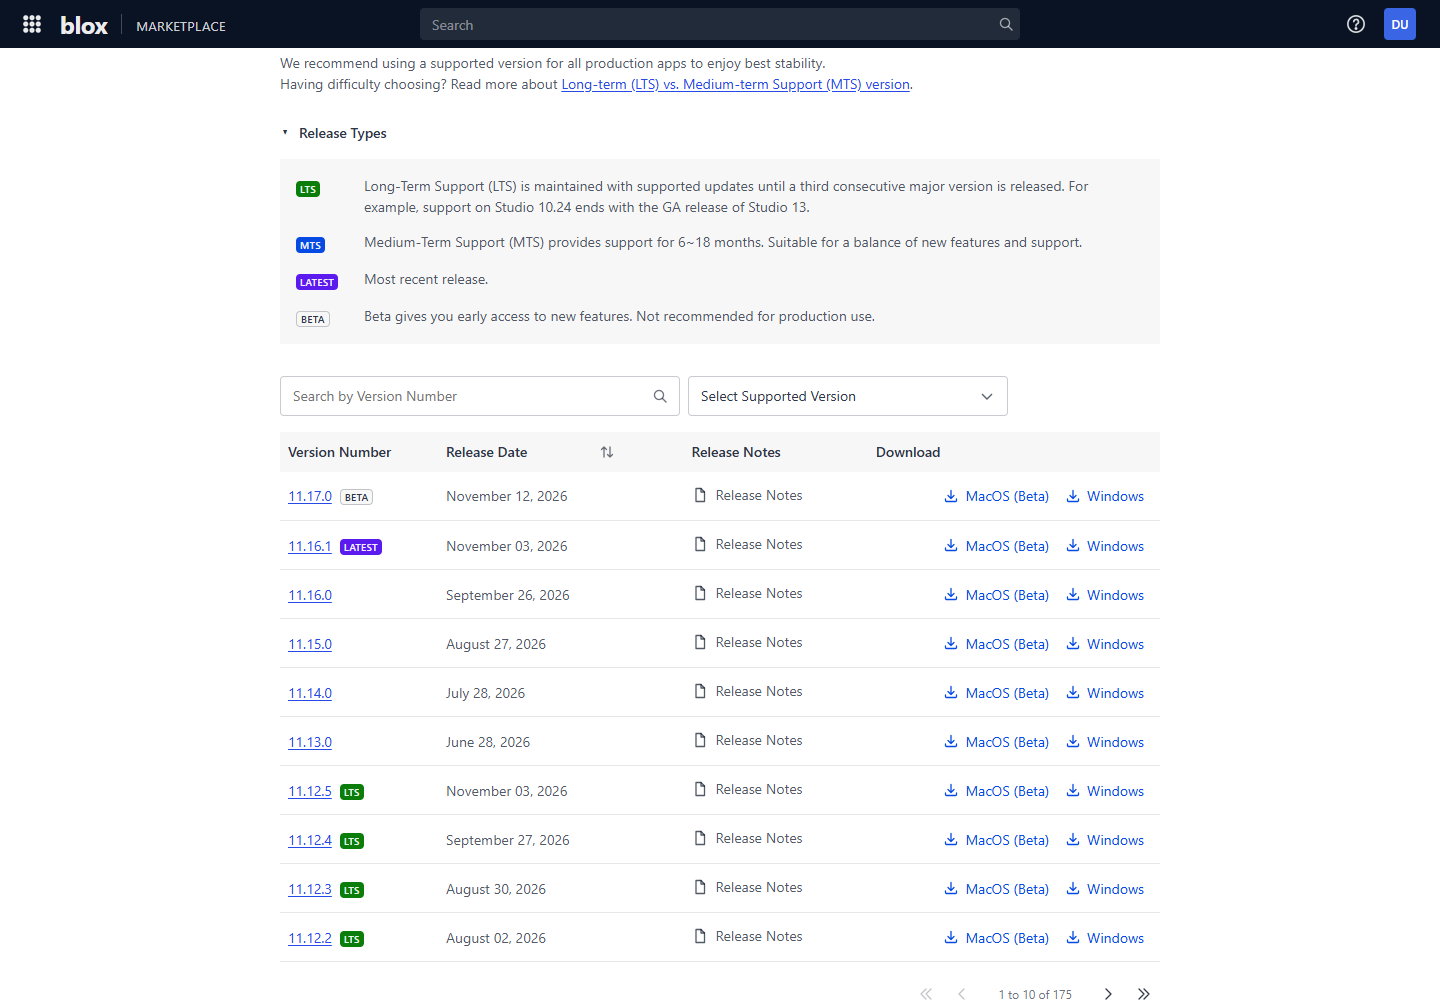 blox
MARKETPLACE
Search
DU
We recommend using a supported version for all production apps to enjoy best stability.
Having difficulty choosing? Read more about Long-term (LTS) vs. Medium-term Support (MTS) version.
Release Types
LTS Long-Term Support (LTS) is maintained with supported updates until a third consecutive major version is released. For
example, support on Studio 10.24 ends with the GA release of Studio 13.
MTS Medium-Term Support (MTS) provides support for 6~18 months. Suitable for a balance of new features and support.
LATEST Most recent release.
BETA Beta gives you early access to new features. Not recommended for production use.
Search by Version Number
Select Supported Version
Version Number Release Date Release Notes Download
11.17.0 BETA November 12, 2026 Release Notes MacOS (Beta) Windows
11.16.1 LATEST November 03, 2026 Release Notes MacOS (Beta) Windows
11.16.0 September 26, 2026 Release Notes MacOS (Beta) Windows
11.15.0 August 27, 2026 Release Notes MacOS (Beta) Windows
11.14.0 July 28, 2026 Release Notes MacOS (Beta) Windows
11.13.0 June 28, 2026 Release Notes MacOS (Beta) Windows
11.12.5 LTS November 03, 2026 Release Notes MacOS (Beta) Windows
11.12.4 LTS September 27, 2026 Release Notes MacOS (Beta) Windows
11.12.3 LTS August 30, 2026 Release Notes MacOS (Beta) Windows
11.12.2 LTS August 02, 2026 Release Notes MacOS (Beta) Windows
1 to 10 of 175